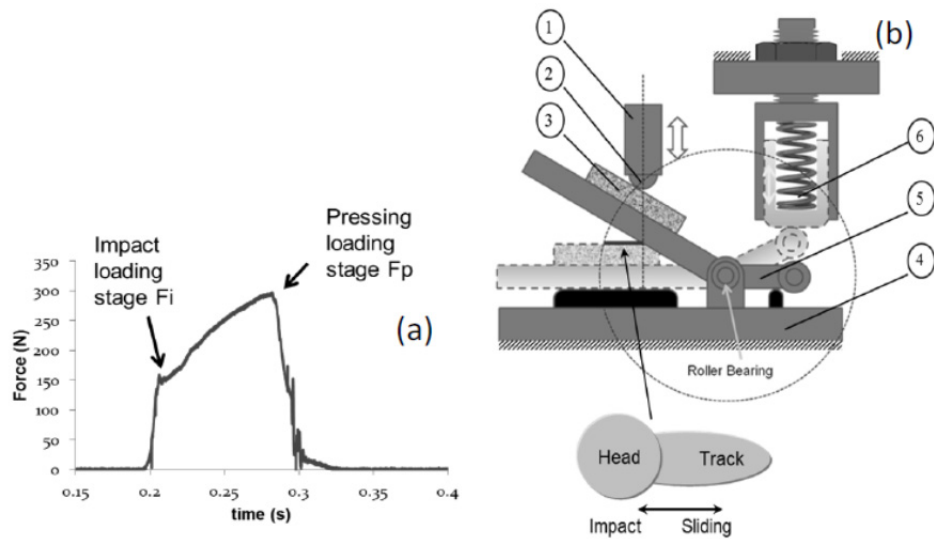 Impact
loading
stage Fi
Pressing
loading
stage Fp
(a)
Force (N)
350
300
250
200
150
100
50
0
0.15
0.2
0.25
0.3
0.35
0.4
time (s)
(b)
1
2
3
6
5
4
Roller Bearing
Head
Track
Impact
Sliding